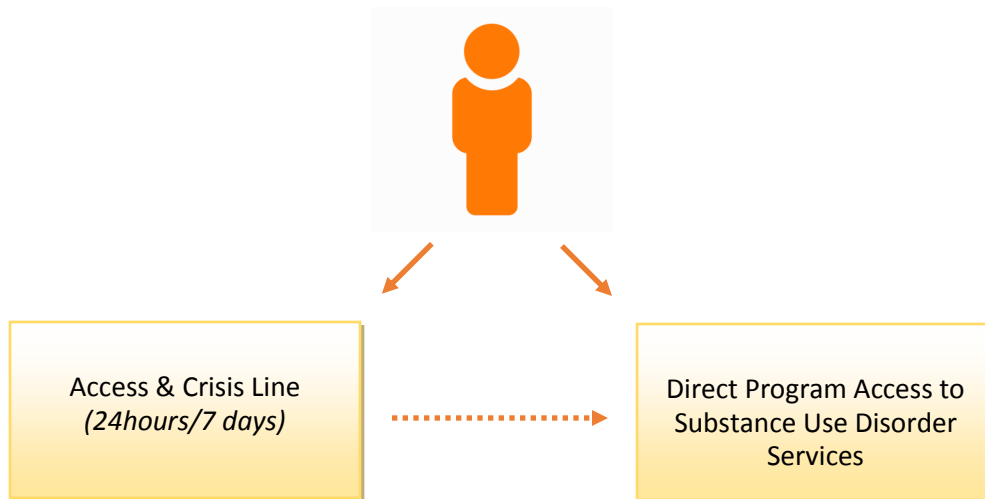 Access & Crisis Line
(24hours/7 days)
Direct Program Access to
Substance Use Disorder
Services